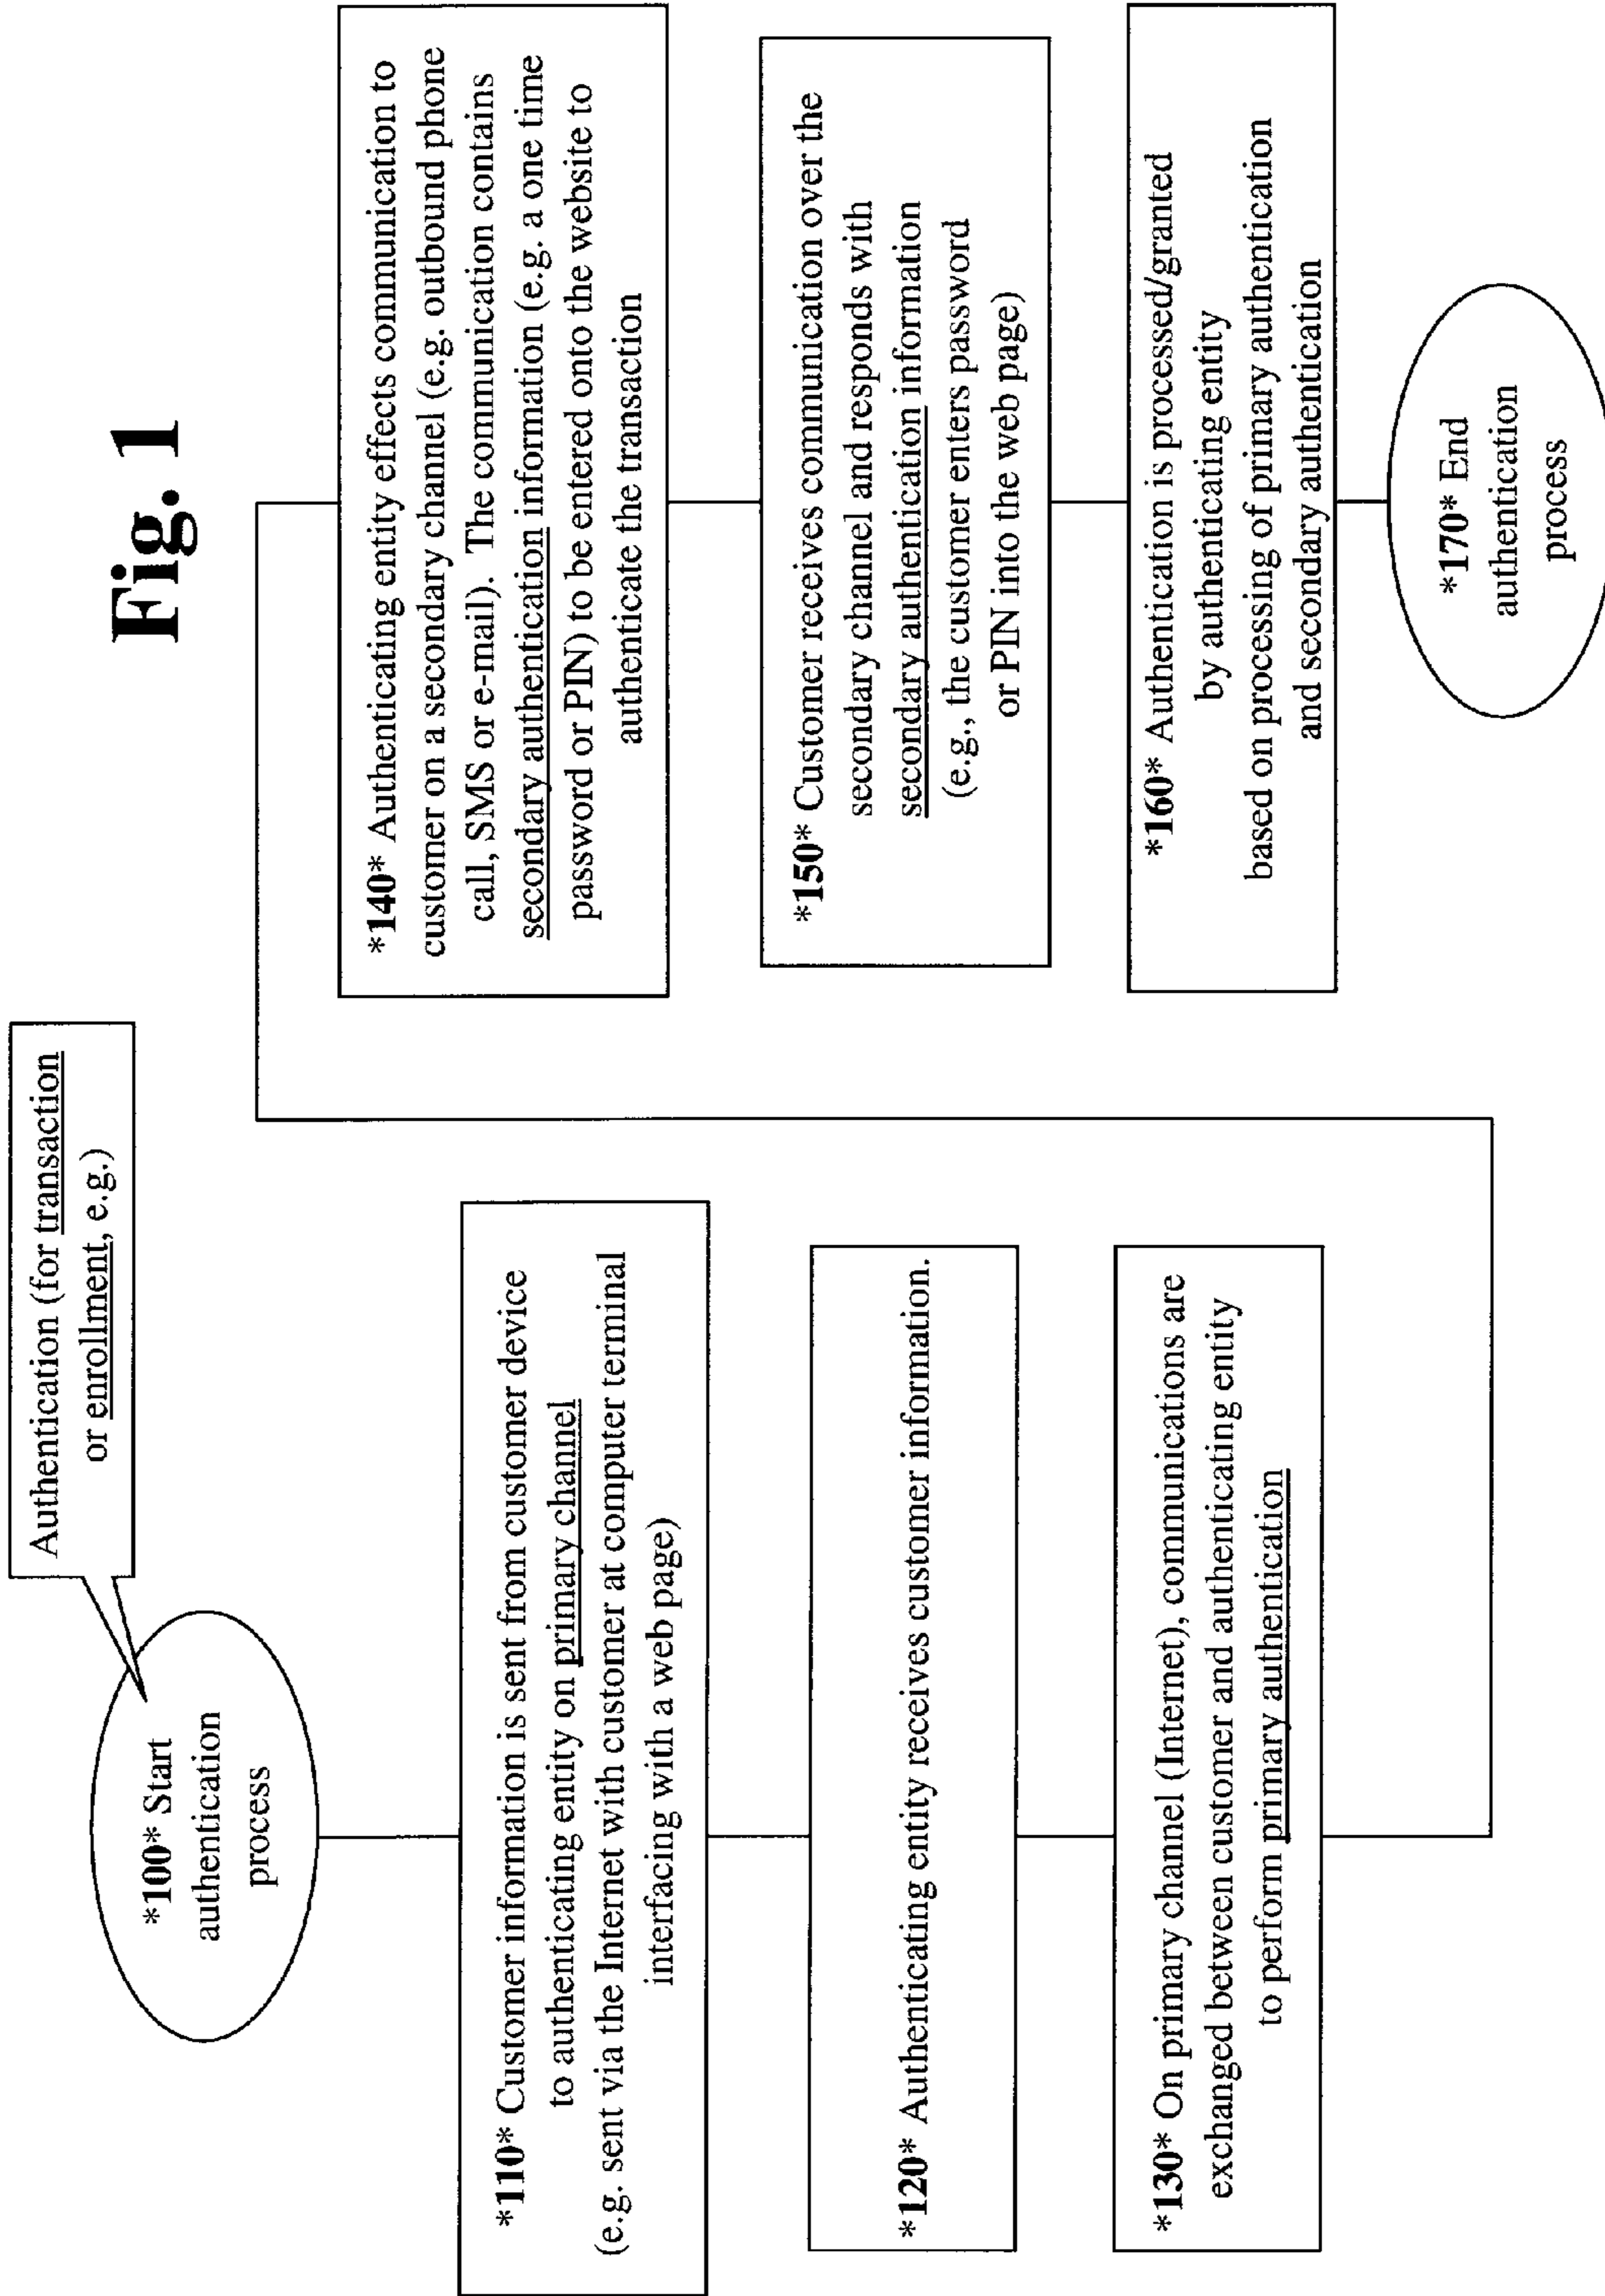 Fig. 1
Authentication (for transaction
or enrollment, e.g.)
*100* Start
authentication
process
*110* Customer information is sent from customer device
to authenticating entity on primary channel
(e.g. sent via the Internet with customer at computer terminal
interfacing with a web page)
*120* Authenticating entity receives customer information.
*130* On primary channel (Internet), communications are
exchanged between customer and authenticating entity
to perform primary authentication
*140* Authenticating entity effects communication to
customer on a secondary channel (e.g. outbound phone
call, SMS or e-mail). The communication contains
secondary authentication information (e.g. a one time
password or PIN) to be entered onto the website to
authenticate the transaction
*150* Customer receives communication over the
secondary channel and responds with
secondary authentication information
(e.g., the customer enters password
or PIN into the web page)
*160* Authentication is processed/granted
by authenticating entity
based on processing of primary authentication
and secondary authentication
*170* End
authentication
process